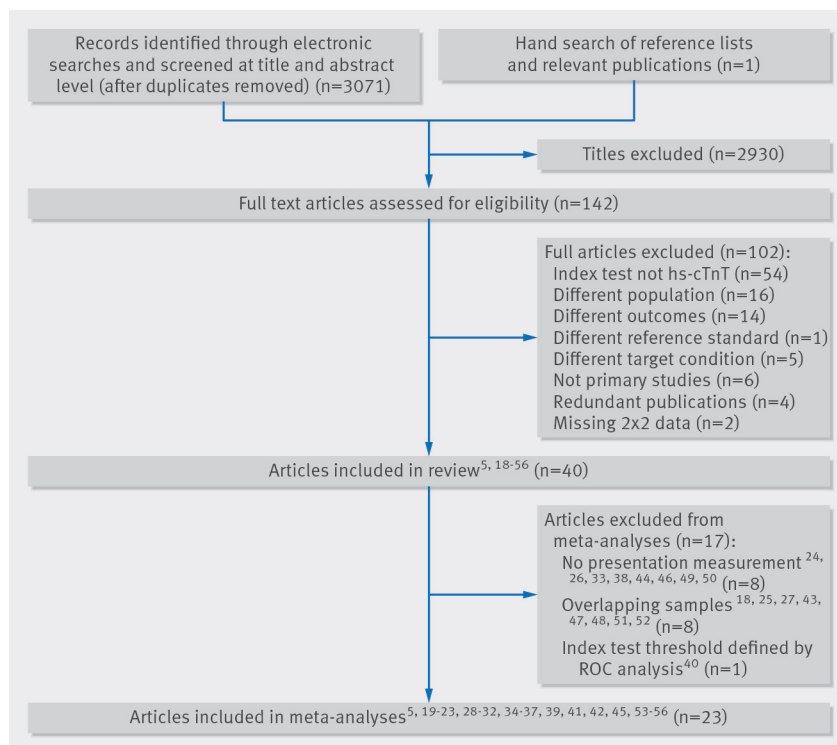 Records identified through electronic
searches and screened at title and abstract
level (after duplicates removed) (n=3071)
Hand search of reference lists
and relevant publications (n=1)
Titles excluded (n=2930)
Full text articles assessed for eligibility (n=142)
Full articles excluded (n=102):
Index test not hs-cTnT (n=54)
Different population (n=16)
Different outcomes (n=14)
Different reference standard (n=1)
Different target condition (n=5)
Not primary studies (n=6)
Redundant publications (n=4)
Missing 2x2 data (n=2)
Articles included in review5, 18-56 (n=40)
Articles excluded from
meta-analyses (n=17):
No presentation measurement 24,
26, 33, 38, 44, 46, 49, 50 (n=8)
Overlapping samples 18, 25, 27, 43,
47, 48, 51, 52 (n=8)
Index test threshold defined by
ROC analysis40 (n=1)
Articles included in meta-analyses5, 19-23, 28-32, 34-37, 39, 41, 42, 45, 53-56 (n=23)